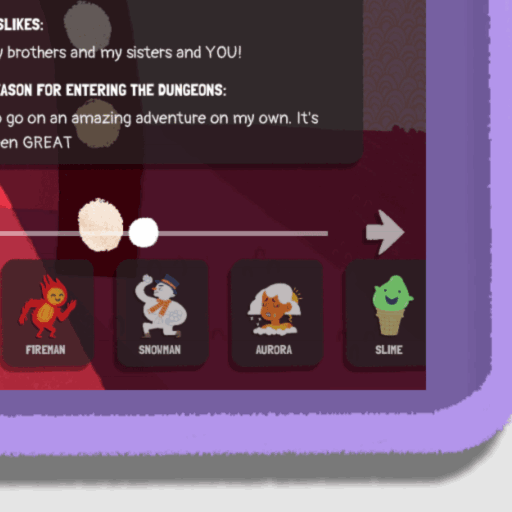 SLIKES:
brothers and my sisters and YOU!
ASON FOR ENTERING THE DUNGEONS:
go on an amazing adventure on my own. It's
en GREAT
FIREMAN
SNOWMAN
AURORA
SLIME